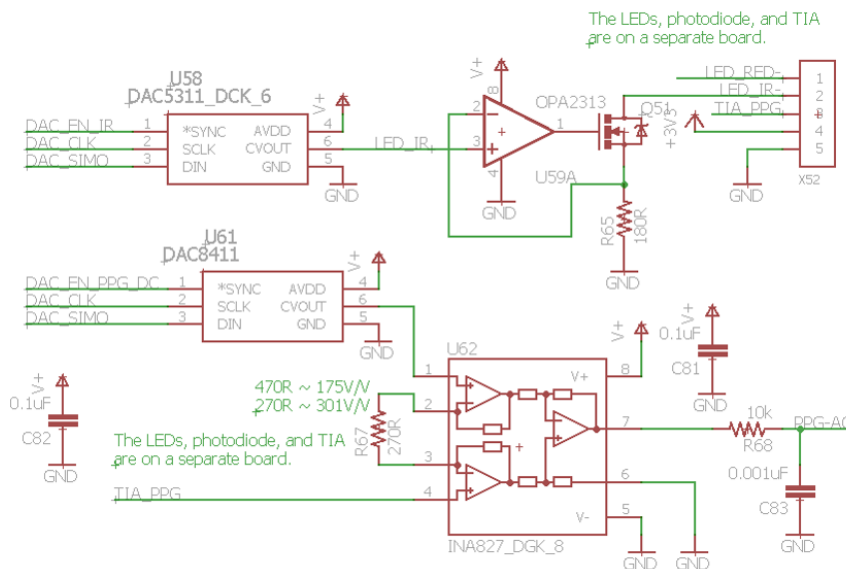 The LEDs, photodiode, and TIA
are on a separate board.
U58
DAC5311_DCK_6
DAC_EN_IR 1 *SYNC AVDD 4 V+
DAC_CLK 2 SCLK CVOUT 6 LED_IR
DAC_SIMO 3 DIN GND 5
GND
V+
8
2
3
1
4
OPA2313
U59A
GND
Q51
R65
180R
GND
LED_RED- 1
LED_IR- 2
TIA_PPG 3
+3V5 4
5
GND
X52
U61
DAC8411
DAC_EN_PPG_DC 1 *SYNC AVDD 4 V+
DAC_CLK 2 SCLK CVOUT 6
DAC_SIMO 3 DIN GND 5
GND
V+
0.1uF
C82
GND
470R ~ 175V/V
270R ~ 301V/V
R67
270R
The LEDs, photodiode, and TIA
are on a separate board.
TIA_PPG
U62
1
2
3
4
V+ 8
7
6
V- 5
INA827_DGK_8
V+
GND
GND
V+
0.1uF
C81
GND
10k
R68
PPG-AC
0.001uF
C83
GND